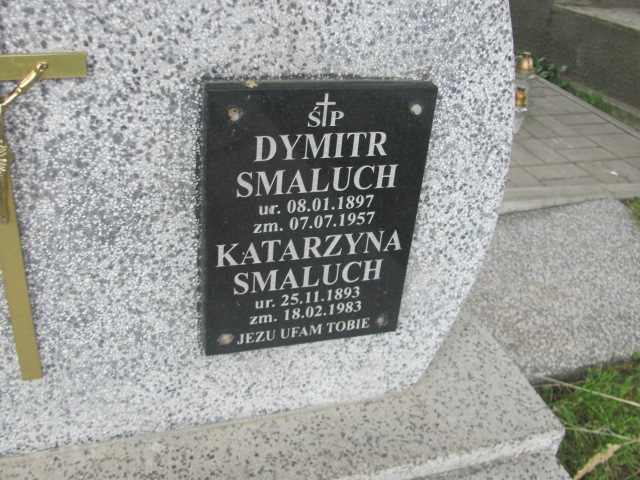 Ś†P
DYMITR
SMALUCH
ur. 08.01.1897
zm. 07.07.1957
KATARZYNA
SMALUCH
ur. 25.11.1893
zm. 18.02.1983
JEZU UFAM TOBIE